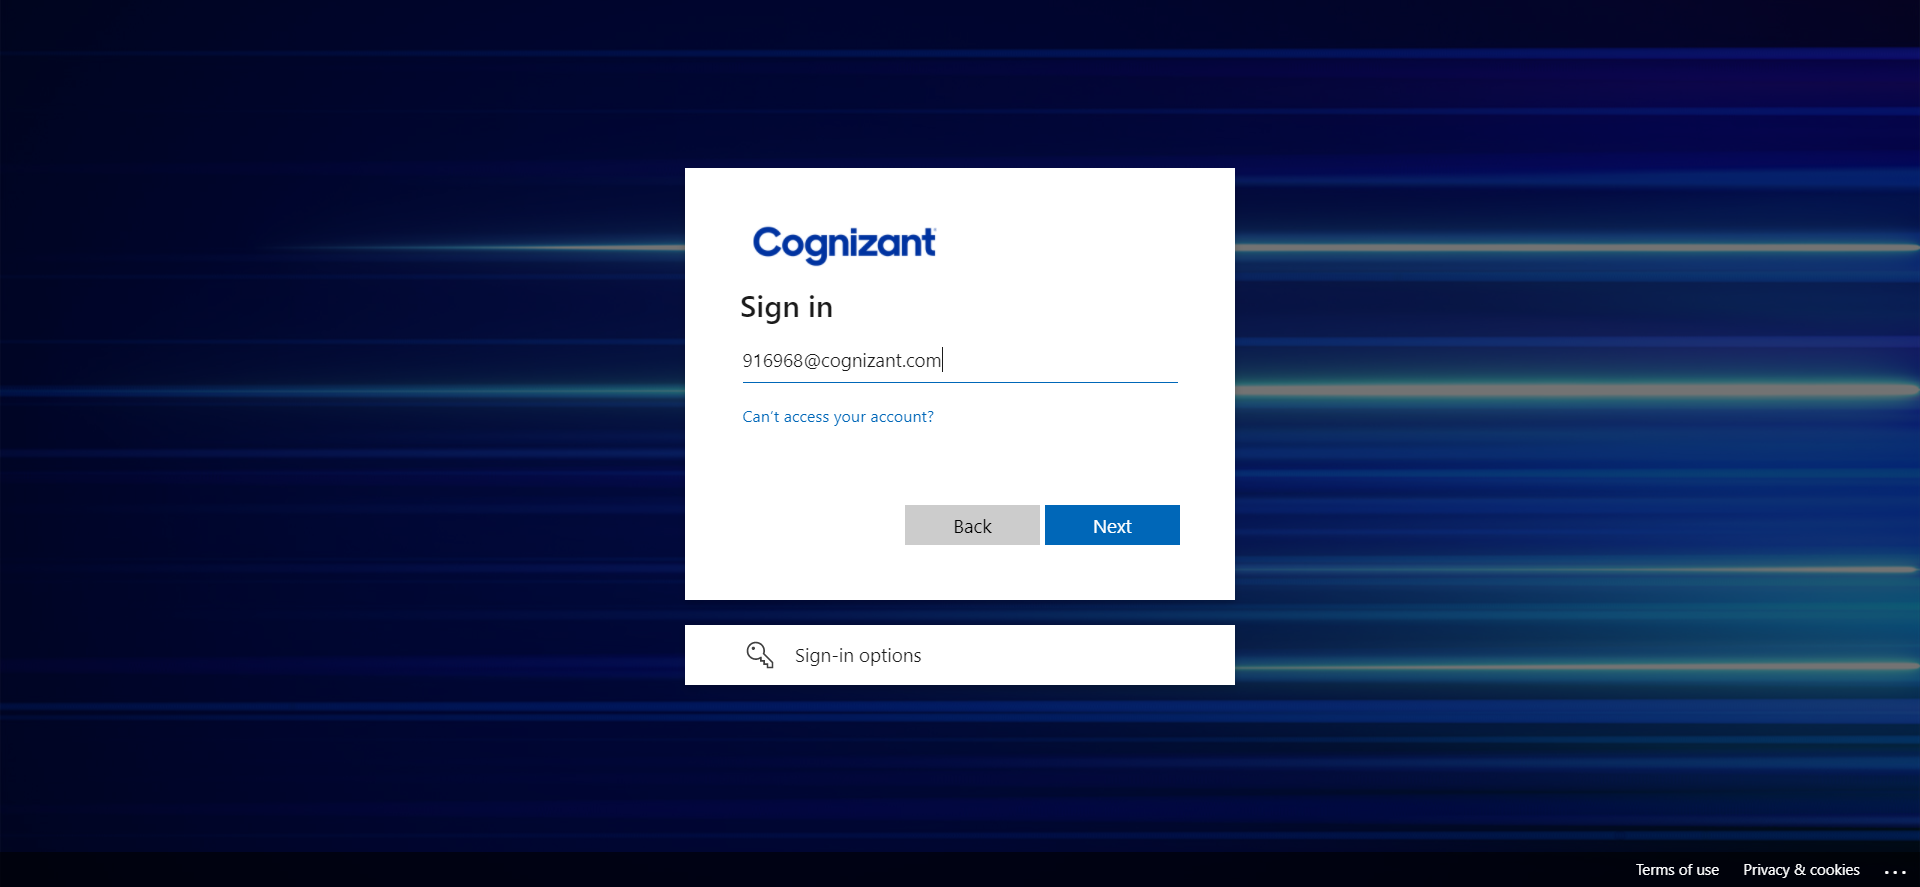 Cognizant
Sign in
916968@cognizant.com
Can't access your account?
Back
Next
Sign-in options
Terms of use
Privacy & cookies
...